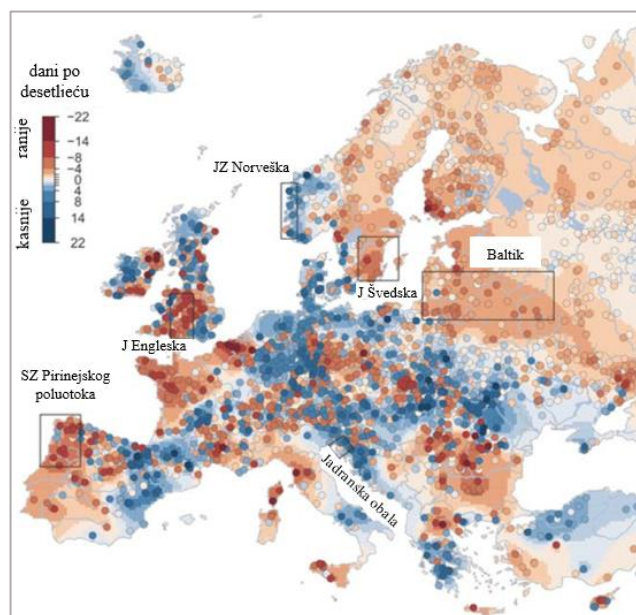 dani po
desetlieću
ranije
kasnije
-22
-14
-8
-4
0
4
8
14
22
JZ Norveška
Baltik
J Švedska
J Engleska
SZ Pirinejskog
poluotoka
Jadranska obala